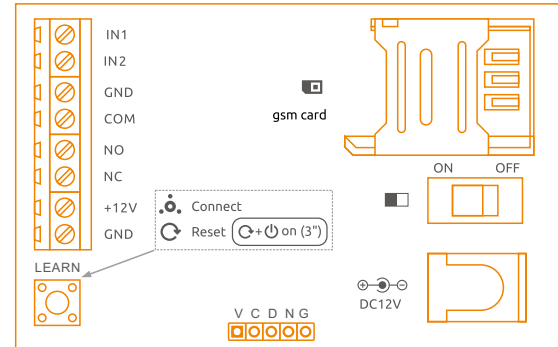 IN1
IN2
GND
COM
NO
NC
+12V
GND
gsm card
ON OFF
Connect
Reset + on (3")
LEARN
DC12V
V C D N G